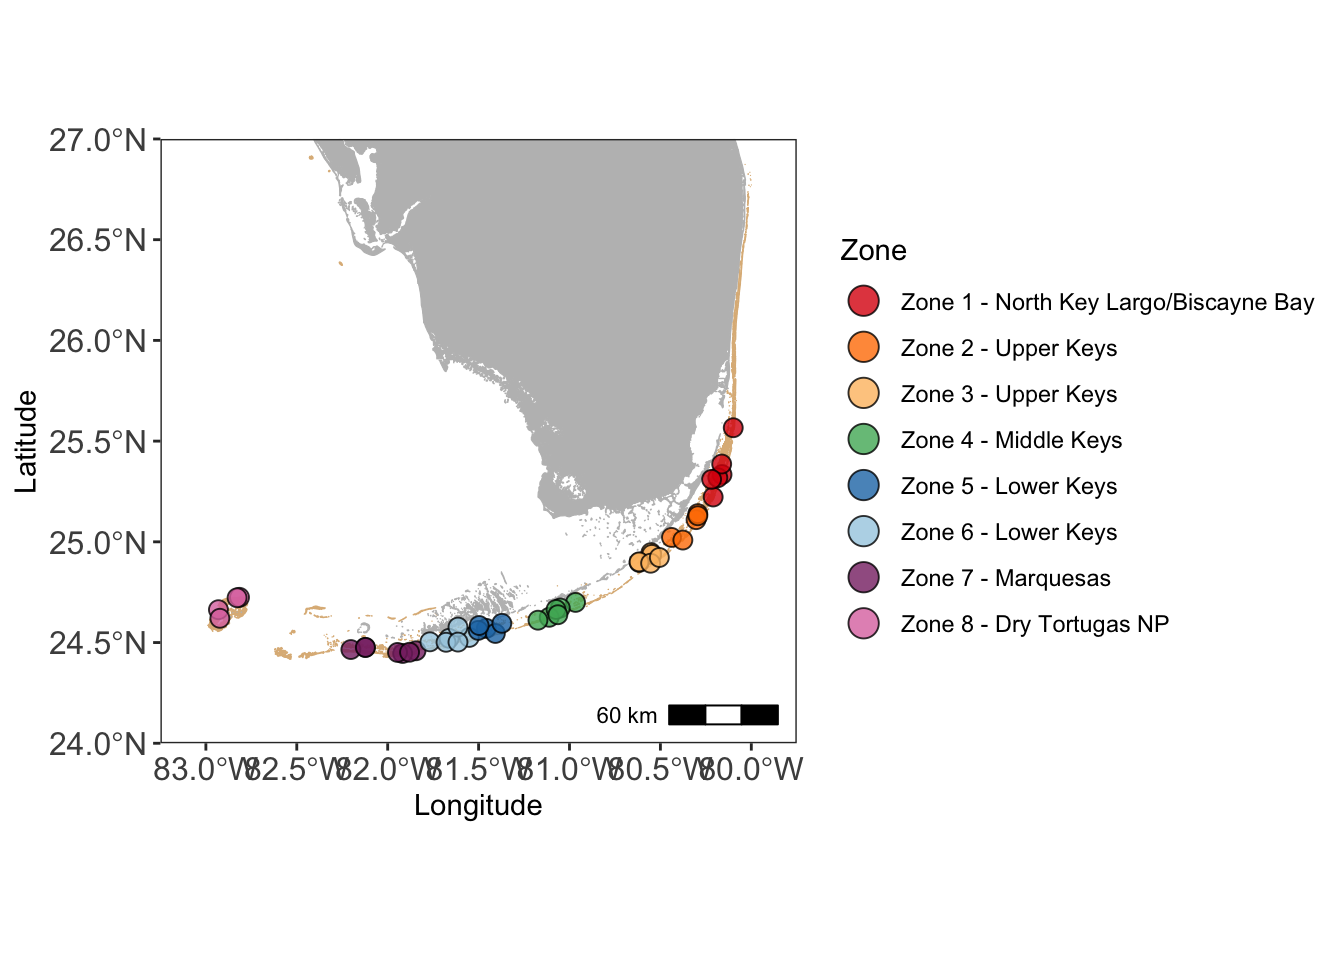 27.0°N
26.5°N
26.0°N
25.5°N
25.0°N
24.5°N
24.0°N
Latitude
83.0°W 82.5°W 82.0°W 81.5°W 81.0°W 80.5°W 80.0°W
Longitude
60 km
Zone
Zone 1 - North Key Largo/Biscayne Bay
Zone 2 - Upper Keys
Zone 3 - Upper Keys
Zone 4 - Middle Keys
Zone 5 - Lower Keys
Zone 6 - Lower Keys
Zone 7 - Marquesas
Zone 8 - Dry Tortugas NP